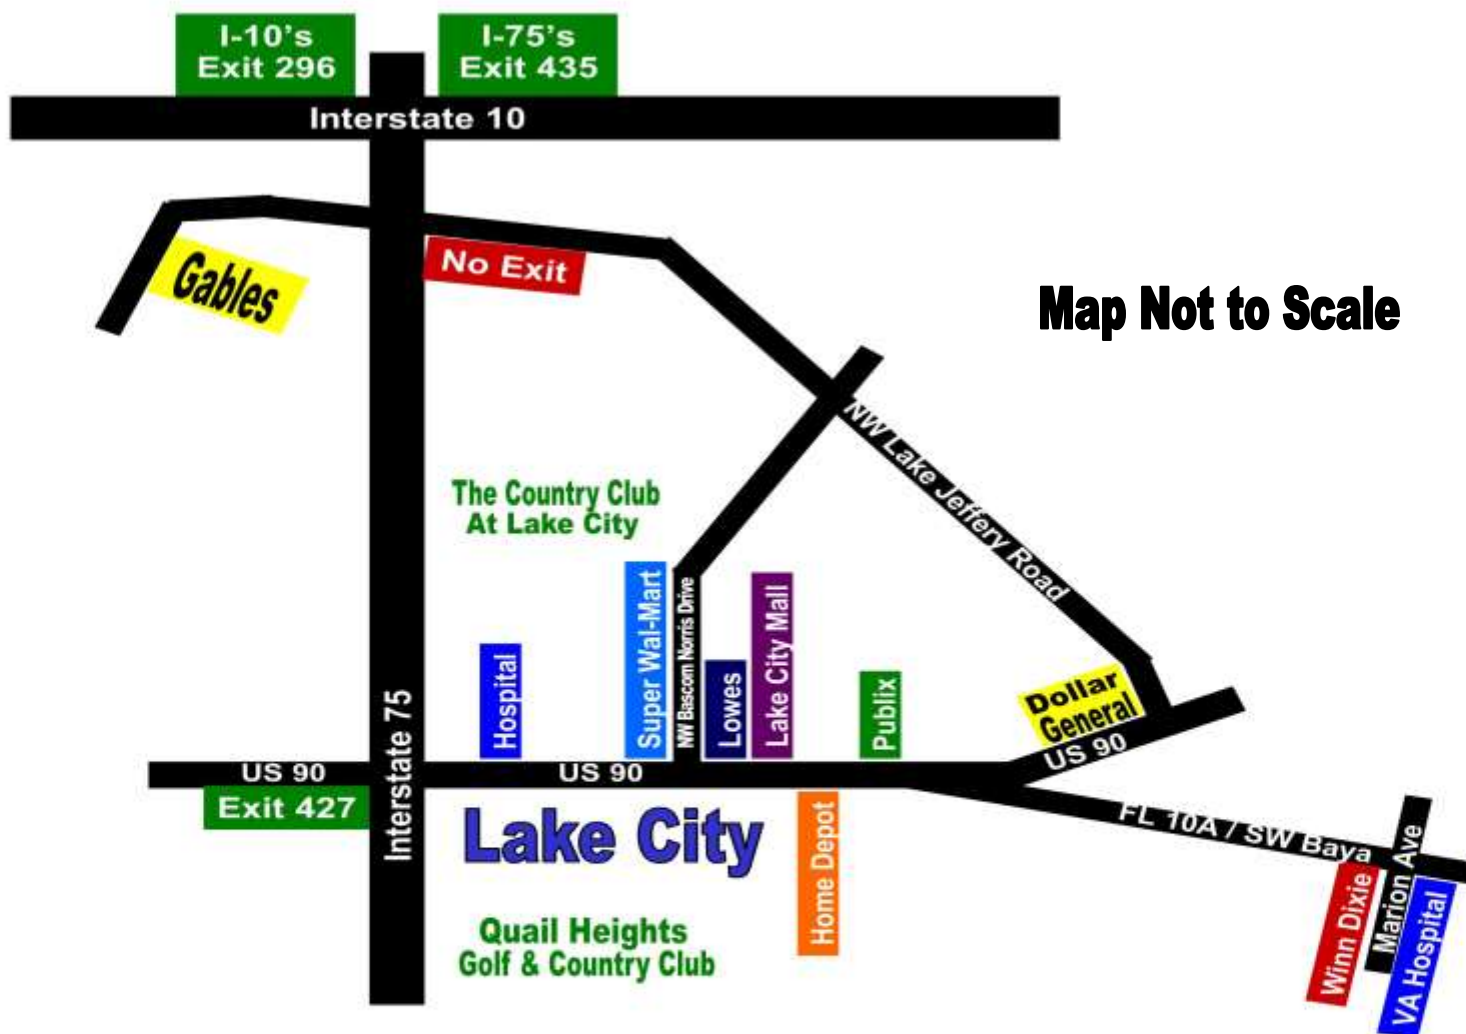 I-10's
Exit 296
I-75's
Exit 435
Interstate 10
Gables
No Exit
Map Not to Scale
NW Lake Jeffery Road
The Country Club
At Lake City
Hospital
Super Wal-Mart
NW Bascom Norris Drive
Lowes
Lake City Mall
Publix
Dollar
General
US 90
Interstate 75
US 90
US 90
Exit 427
Lake City
Home Depot
FL 10A / SW Baya
Marion Ave
Winn Dixie
VA Hospital
Quail Heights
Golf & Country Club